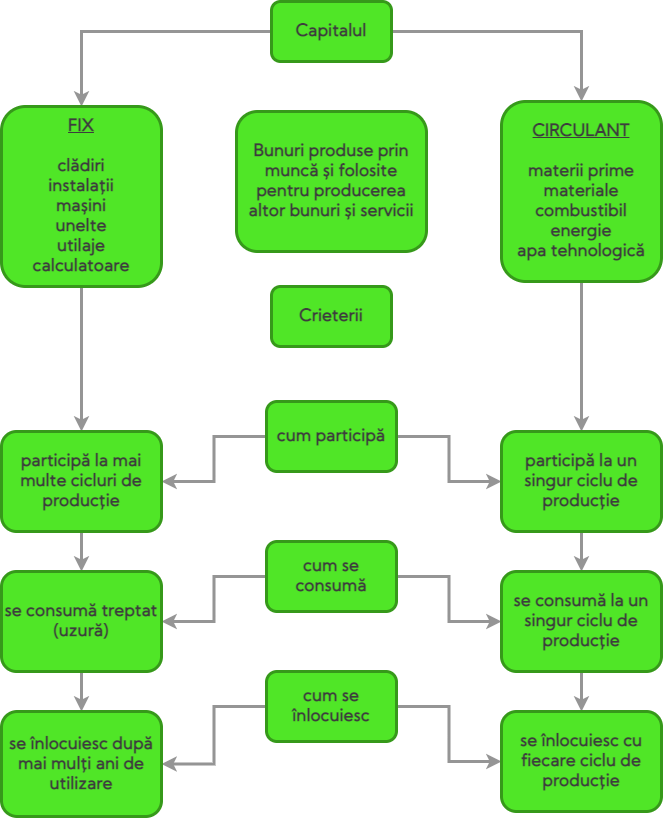 Capitalul
FIX
clădiri
instalații
mașini
unelte
utilaje
calculatoare
Bunuri produse prin
muncă și folosite
pentru producerea
altor bunuri și servicii
CIRCULANT
materii prime
materiale
combustibil
energie
apa tehnologică
Crieterii
cum participă
participă la mai
multe cicluri de
producție
participă la un
singur ciclu de
producție
cum se
consumă
se consumă treptat
(uzură)
se consumă la un
singur ciclu de
producție
cum se
înlocuiesc
se înlocuiesc după
mai mulți ani de
utilizare
se înlocuiesc cu
fiecare ciclu de
producție